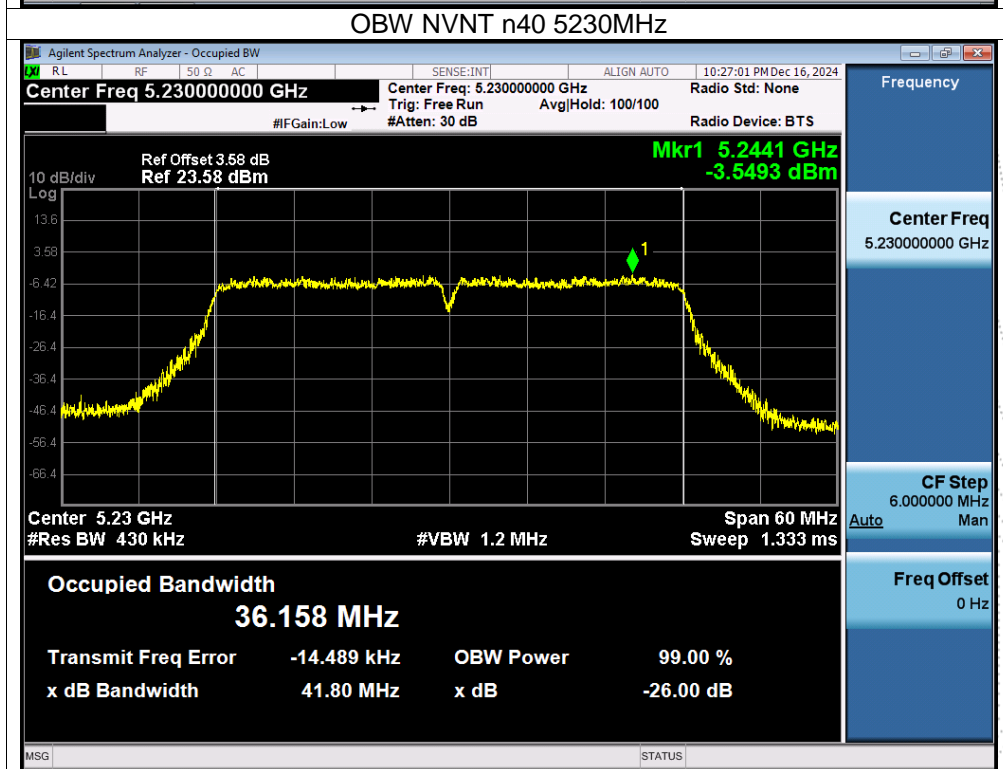 OBW NVNT n40 5230MHz
Agilent Spectrum Analyzer - Occupied BW
LXI RL RF 50 Ω AC SENSE:INT ALIGN AUTO 10:27:01 PM Dec 16, 2024
Center Freq 5.230000000 GHz Center Freq: 5.230000000 GHz Radio Std: None
Trig: Free Run Avg|Hold: 100/100
#IFGain:Low #Atten: 30 dB Radio Device: BTS
Frequency
Mkr1 5.2441 GHz
-3.5493 dBm
Ref Offset 3.58 dB
10 dB/div Ref 23.58 dBm
Log
13.6
3.58
-6.42
-16.4
-26.4
-36.4
-46.4
-56.4
-66.4
1
Center 5.23 GHz Span 60 MHz
#Res BW 430 kHz #VBW 1.2 MHz Sweep 1.333 ms
Center Freq
5.230000000 GHz
CF Step
6.000000 MHz
Auto Man
Freq Offset
0 Hz
Occupied Bandwidth
36.158 MHz
Transmit Freq Error -14.489 kHz OBW Power 99.00 %
x dB Bandwidth 41.80 MHz x dB -26.00 dB
MSG STATUS